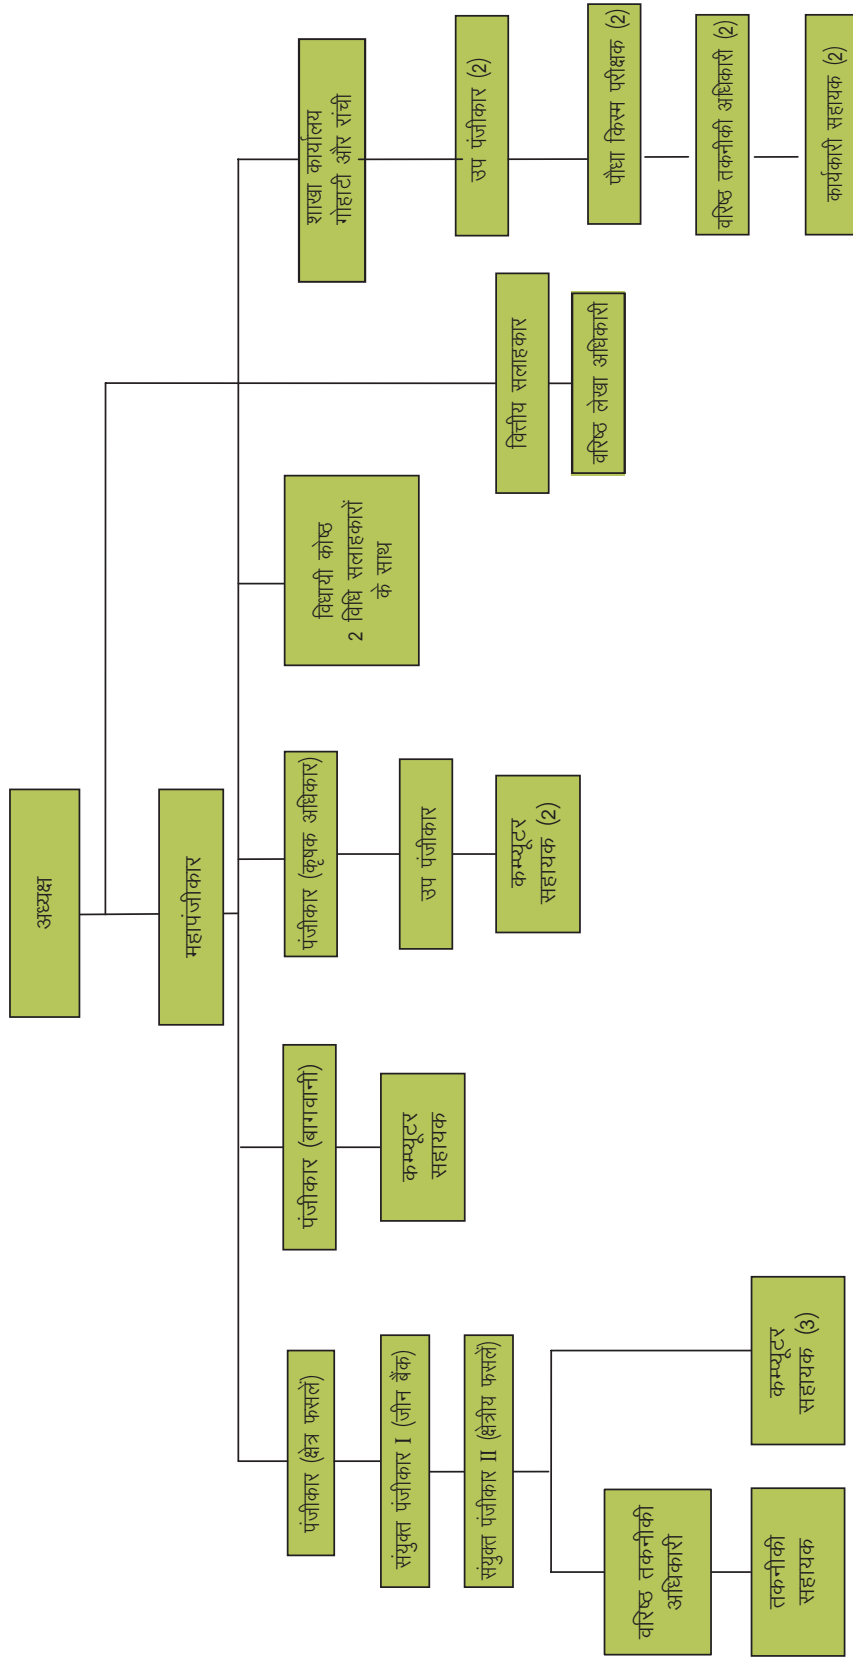 अध्यक्ष
महापंजीकार
पंजीकार (क्षेत्र फसलें)
संयुक्त पंजीकार I (जीन बैंक)
संयुक्त पंजीकार II (क्षेत्रीय फसलें)
वरिष्ठ तकनीकी
अधिकारी
तकनीकी
सहायक
कम्प्यूटर
सहायक (3)
पंजीकार (बागवानी)
कम्प्यूटर
सहायक
पंजीकार (कृषक अधिकार)
उप पंजीकार
कम्प्यूटर
सहायक (2)
विधायी कोष्ठ
2 विधि सलाहकारों
के साथ
वित्तीय सलाहकार
वरिष्ठ लेखा अधिकारी
शाखा कार्यालय
गोहाटी और रांची
उप पंजीकार (2)
पौधा किस्म परीक्षक (2)
वरिष्ठ तकनीकी अधिकारी (2)
कार्यकारी सहायक (2)